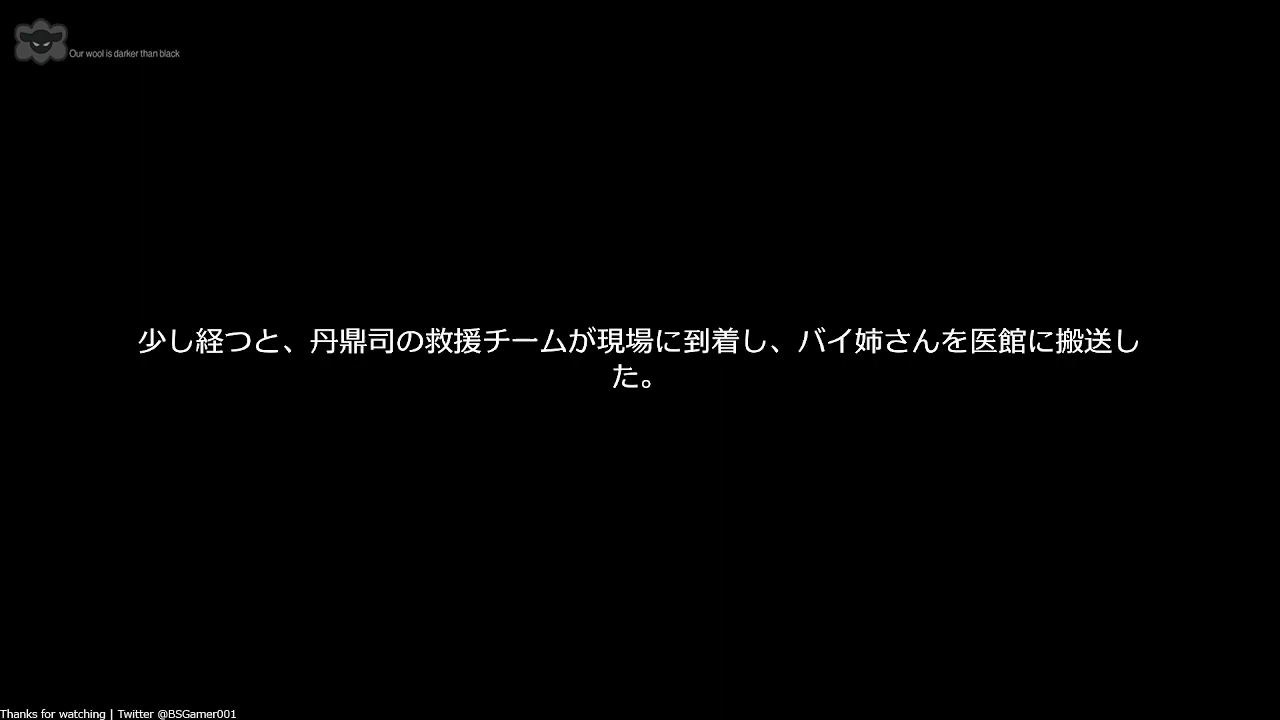 Our wool is darker than black
少し経つと、丹鼎司の救援チームが現場に到着し、バイ姉さんを医館に搬送し
た。
Thanks for watching | Twitter @BSGamer001